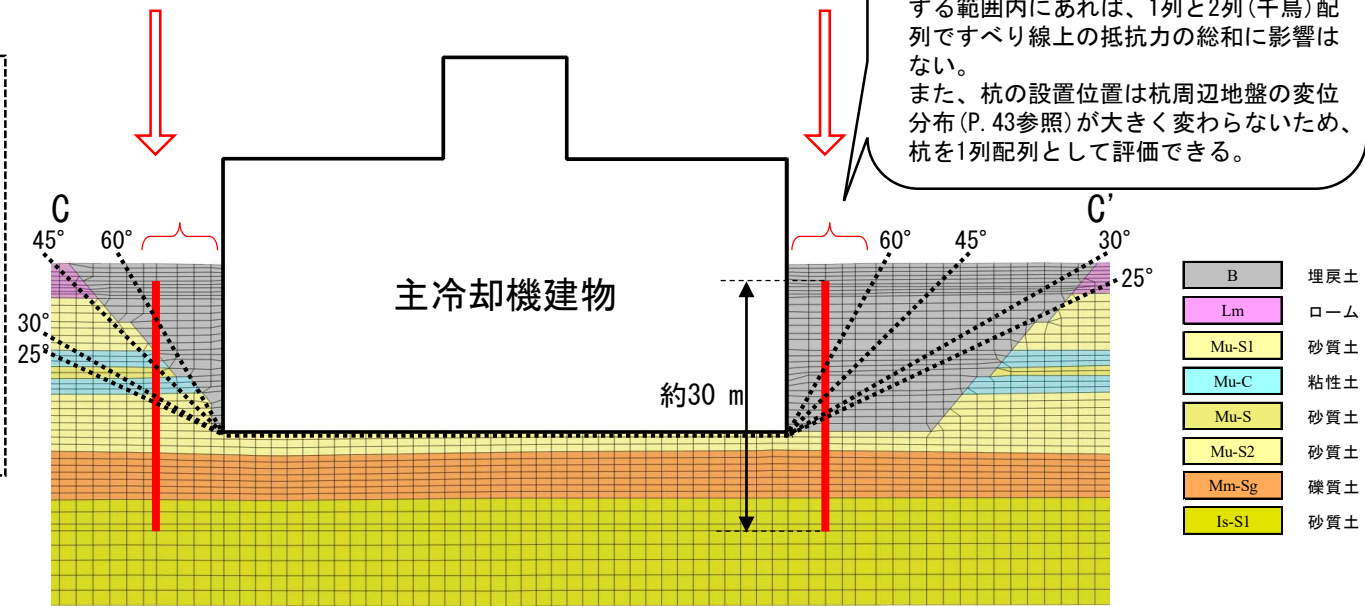 する範囲内にあれば、1列と2列(千鳥)配
列ですべり線上の抵抗力の総和に影響は
ない。
また、杭の設置位置は杭周辺地盤の変位
分布(P.43参照)が大きく変わらないため、
杭を1列配列として評価できる。
C
45°
60°
30°
25°
主冷却機建物
約30 m
C’
60°
45°
30°
25°
B 埋戻土
Lm ローム
Mu-S1 砂質土
Mu-C 粘性土
Mu-S 砂質土
Mu-S2 砂質土
Mm-Sg 礫質土
Is-S1 砂質土